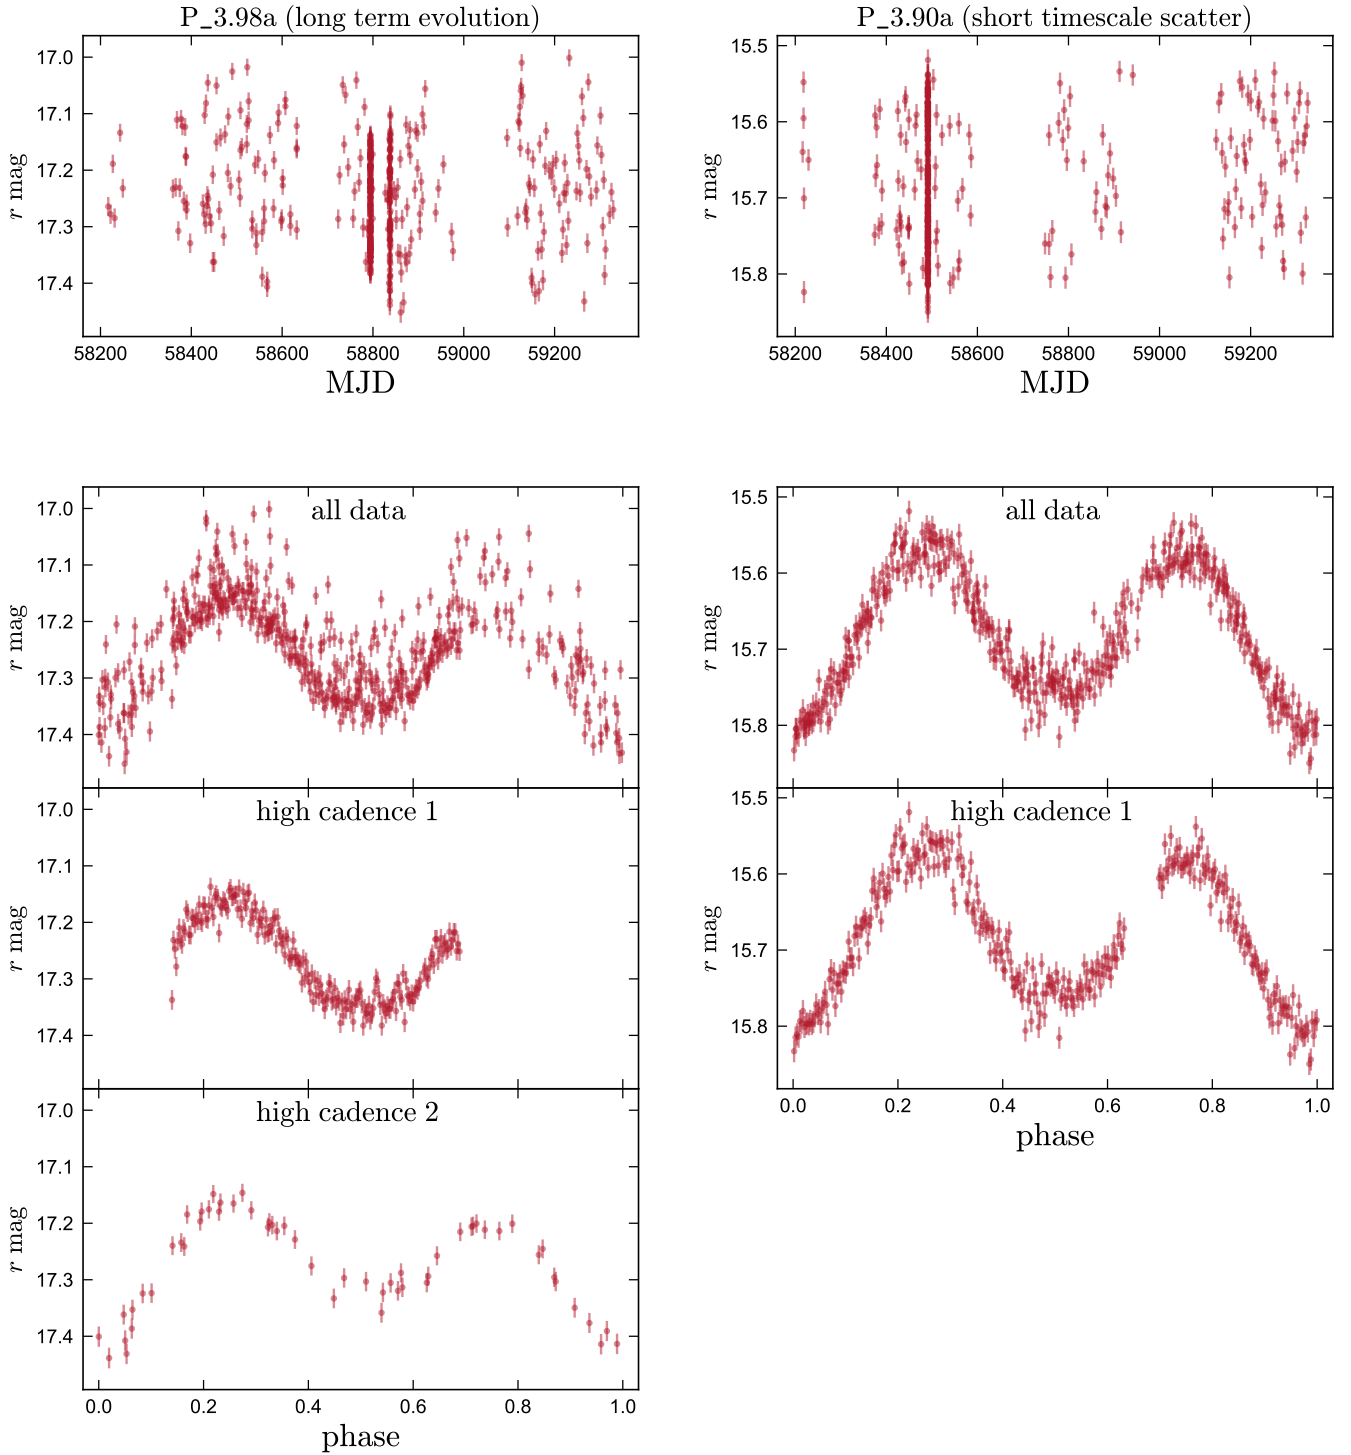 P_3.98a (long term evolution)
17.0
17.1
17.2
17.3
17.4
r mag
58200 58400 58600 58800 59000 59200
MJD
P_3.90a (short timescale scatter)
15.5
15.6
15.7
15.8
r mag
58200 58400 58600 58800 59000 59200
MJD
all data
17.0
17.1
17.2
17.3
17.4
r mag
high cadence 1
17.0
17.1
17.2
17.3
17.4
r mag
high cadence 2
17.0
17.1
17.2
17.3
17.4
r mag
0.0 0.2 0.4 0.6 0.8 1.0
phase
all data
15.5
15.6
15.7
15.8
r mag
high cadence 1
15.5
15.6
15.7
15.8
r mag
0.0 0.2 0.4 0.6 0.8 1.0
phase